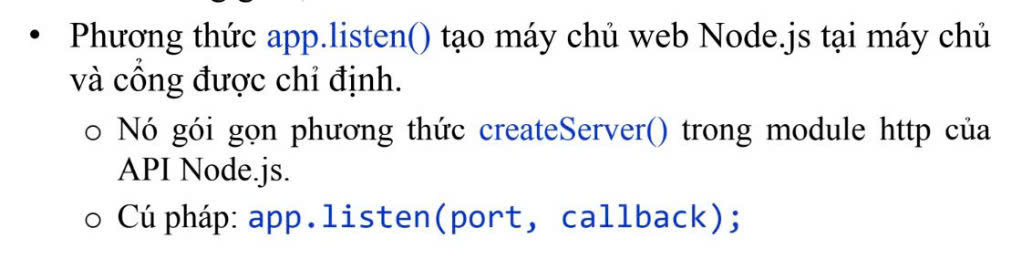 • Phương thức app.listen() tạo máy chủ web Node.js tại máy chủ
và cổng được chỉ định.
o Nó gói gọn phương thức createServer() trong module http của
API Node.js.
o Cú pháp: app.listen(port, callback);